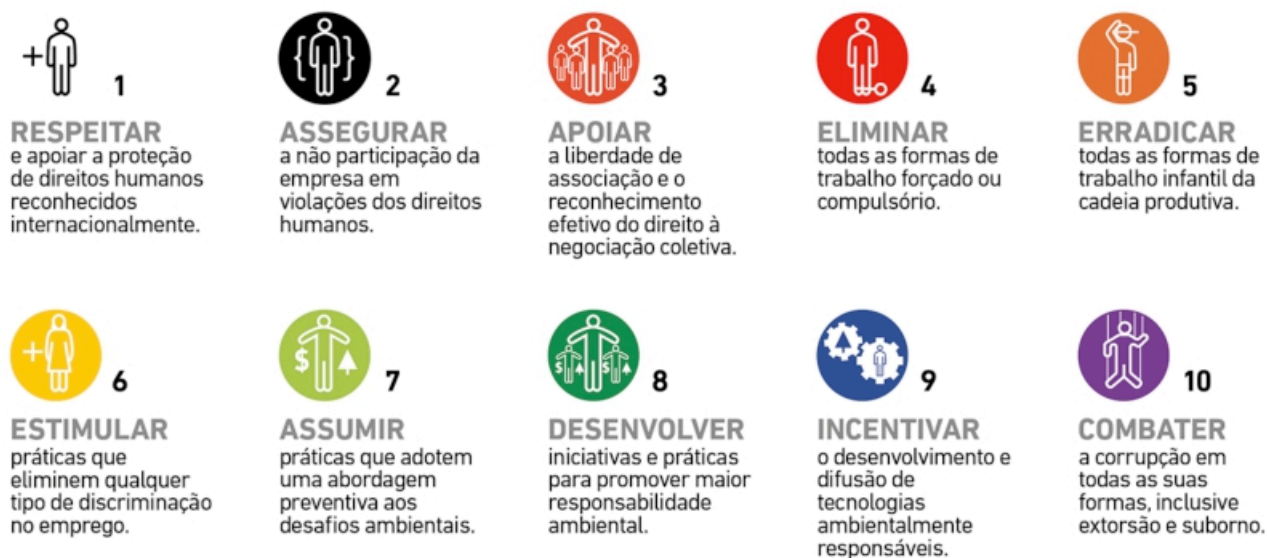 1
RESPEITAR
e apoiar a proteção
de direitos humanos
reconhecidos
internacionalmente.
2
ASSEGURAR
a não participação da
empresa em
violações dos direitos
humanos.
3
APOIAR
a liberdade de
associação e o
reconhecimento
efetivo do direito à
negociação coletiva.
4
ELIMINAR
todas as formas de
trabalho forçado ou
compulsório.
5
ERRADICAR
todas as formas de
trabalho infantil da
cadeia produtiva.
6
ESTIMULAR
práticas que
eliminem qualquer
tipo de discriminação
no emprego.
$
7
ASSUMIR
práticas que adotem
uma abordagem
preventiva aos
desafios ambientais.
$ $
8
DESENVOLVER
iniciativas e práticas
para promover maior
responsabilidade
ambiental.
9
INCENTIVAR
o desenvolvimento e
difusão de
tecnologias
ambientalmente
responsáveis.
10
COMBATER
a corrupção em
todas as suas
formas, inclusive
extorsão e suborno.